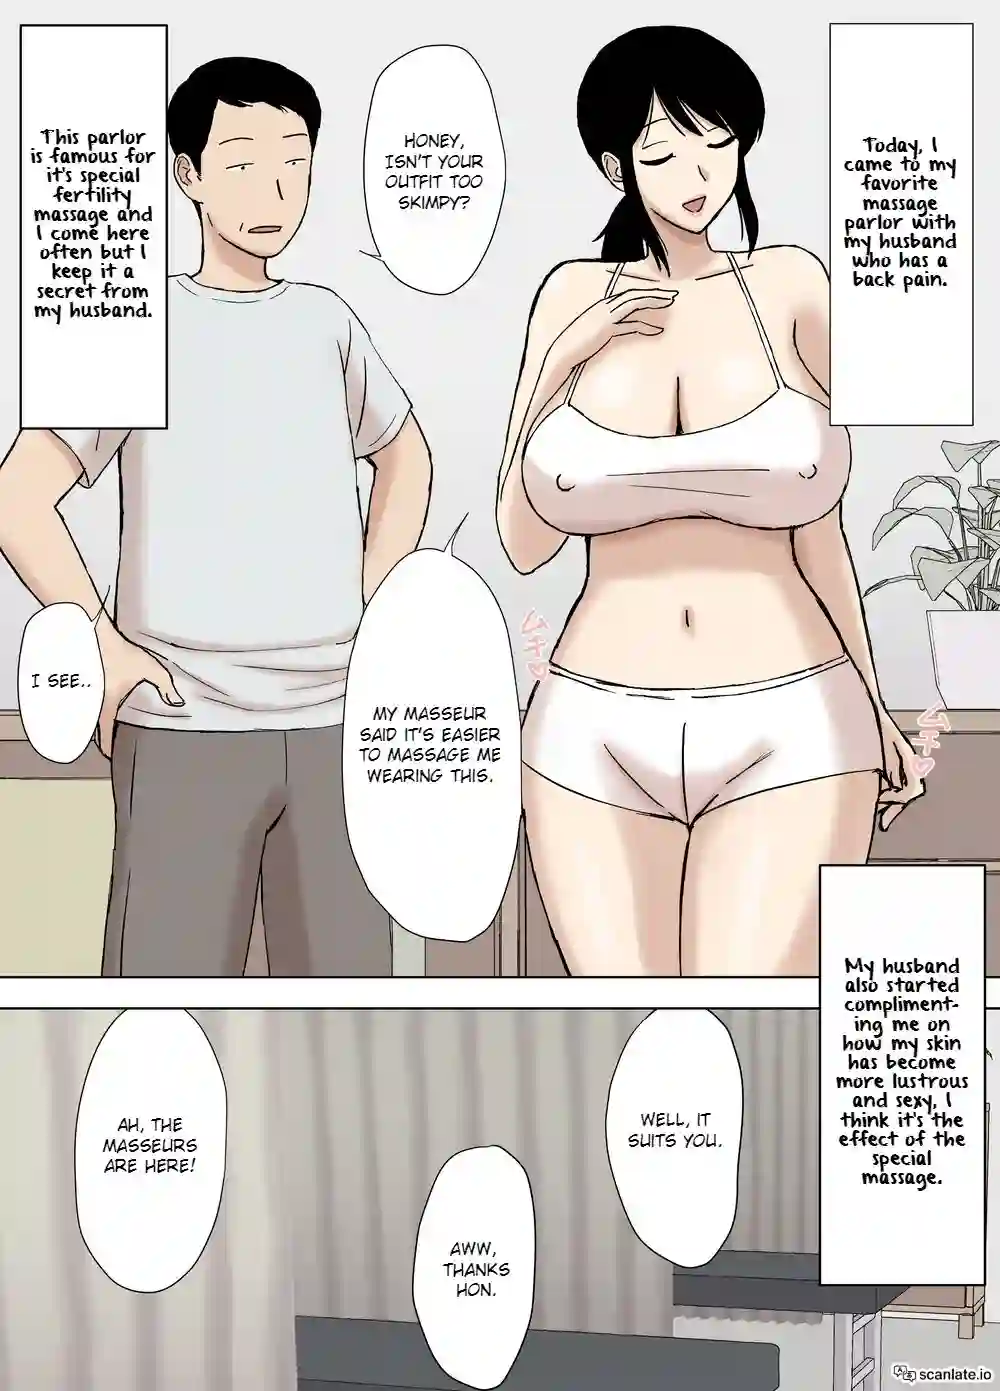 Today, I
came to my
favorite
massage
parlor with
my husband
who has a
back pain.
HONEY,
ISN'T YOUR
OUTFIT TOO
SKIMPY?
This parlor
is famous for
it's special
fertility
massage and
I come here
often but I
keep it a
secret from
my husband.
ムチ♡
ムチ♡
MY MASSEUR
SAID IT'S EASIER
TO MASSAGE ME
WEARING THIS.
I SEE..
My husband
also started
compliment-
ing me on
how my skin
has become
more lustrous
and sexy, I
think it's the
effect of the
special
massage.
WELL, IT
SUITS YOU.
AWW,
THANKS
HON.
AH, THE
MASSEURS
ARE HERE!
scanlate.io